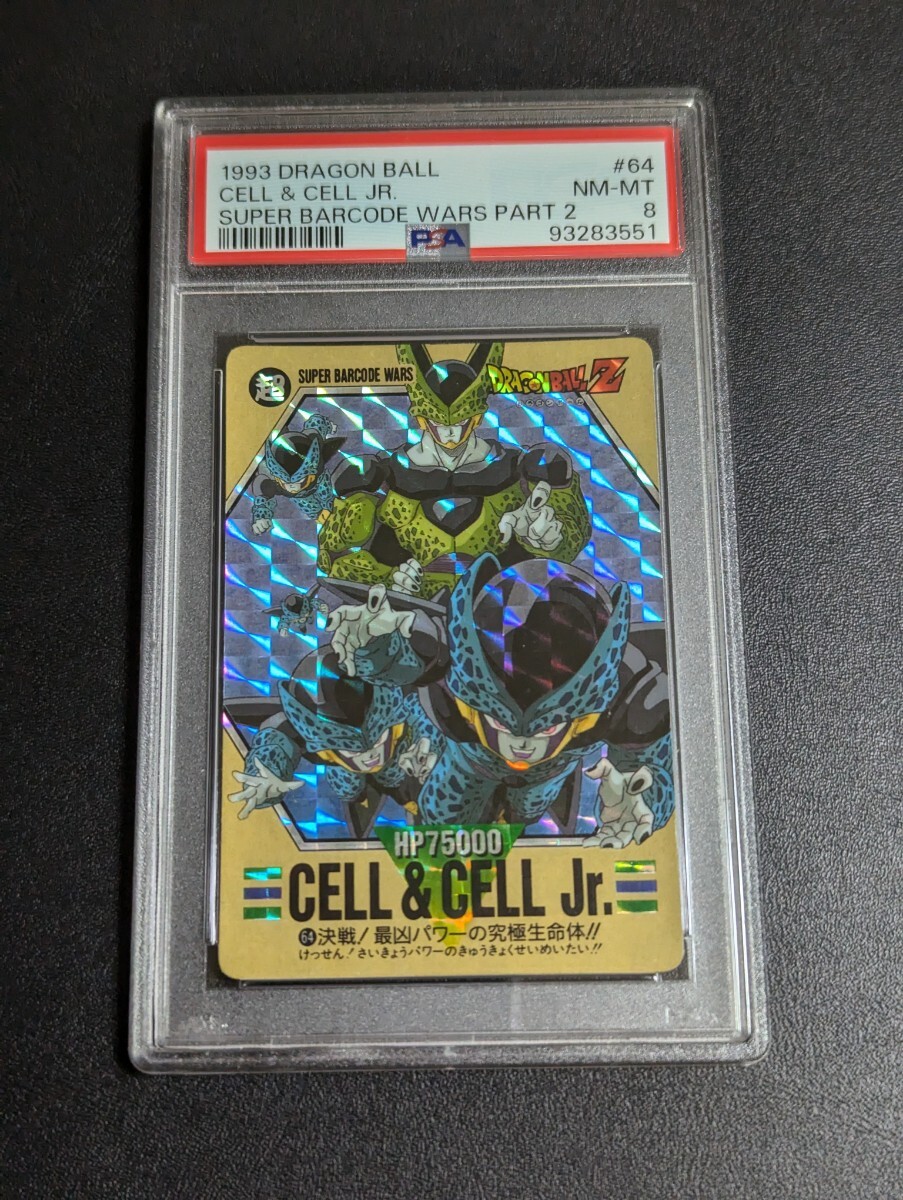 1993 DRAGON BALL #64
CELL & CELL JR. NM-MT
SUPER BARCODE WARS PART 2 8
PSA 93283551
超 SUPER BARCODE WARS DRAGON BALL Z
HP75000
CELL & CELL Jr.
64 決戦!最凶パワーの究極生命体!!
けっせん!さいきょうパワーのきゅうきょくせいめいたい!!